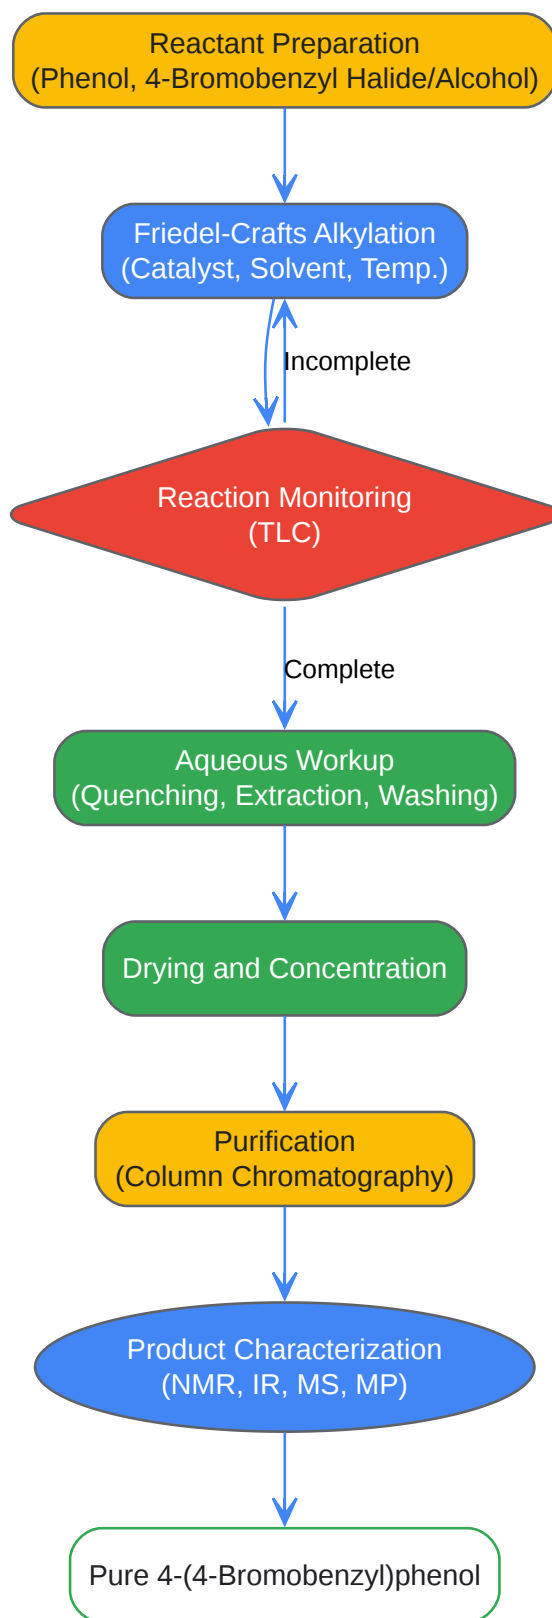 Reactant Preparation
(Phenol, 4-Bromobenzyl Halide/Alcohol)
Friedel-Crafts Alkylation
(Catalyst, Solvent, Temp.)
Incomplete
Reaction Monitoring
(TLC)
Complete
Aqueous Workup
(Quenching, Extraction, Washing)
Drying and Concentration
Purification
(Column Chromatography)
Product Characterization
(NMR, IR, MS, MP)
Pure 4-(4-Bromobenzyl)phenol